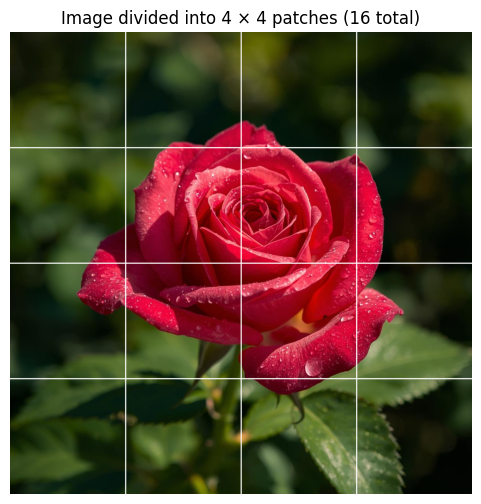 Image divided into 4 × 4 patches (16 total)